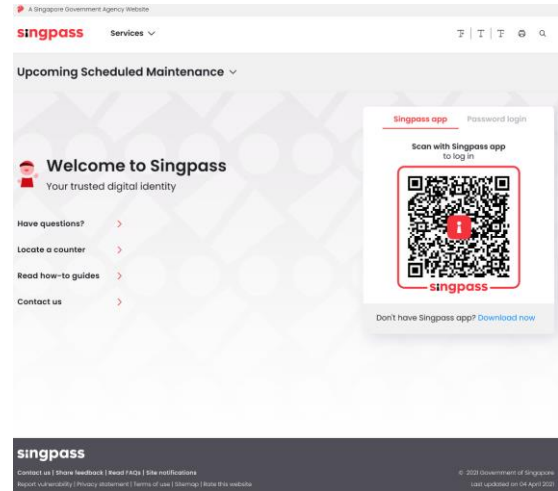 A Singapore Government Agency Website
singpass Services
T T T
Upcoming Scheduled Maintenance
Singpass app Password login
Scan with Singpass app
to log in
Welcome to Singpass
Your trusted digital identity
Have questions?
Locate a counter
Read how-to guides
Contact us
singpass
Don't have Singpass app? Download now
singpass
Contact us | Share feedback | Read FAQs | Site notifications
© 2021 Government of Singapore
Report vulnerability | Privacy statement | Terms of use | Sitemap | Rate this website
Last updated on 04 April 2021